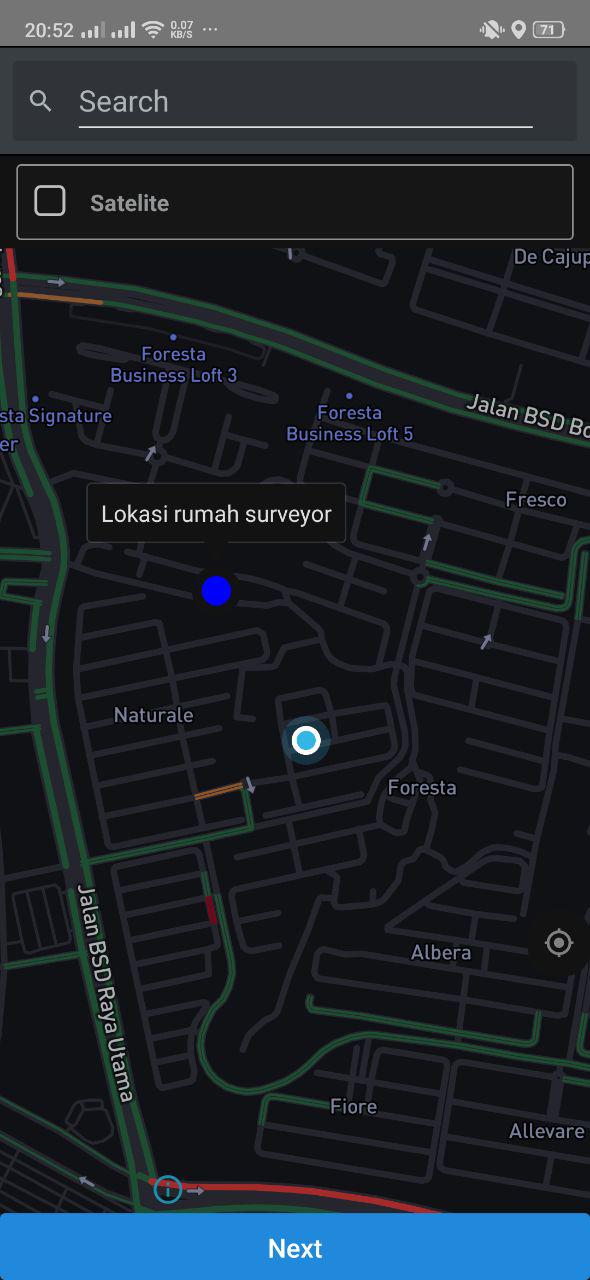 20:52
0.07
KB/S
71
Search
Satelite
De Cajup
Foresta
Business Loft 3
sta Signature
er
Foresta
Business Loft 5
Jalan BSD Bo
Fresco
Lokasi rumah surveyor
Naturale
Foresta
Jalan BSD Raya Utama
Albera
Fiore
Allevare
Next